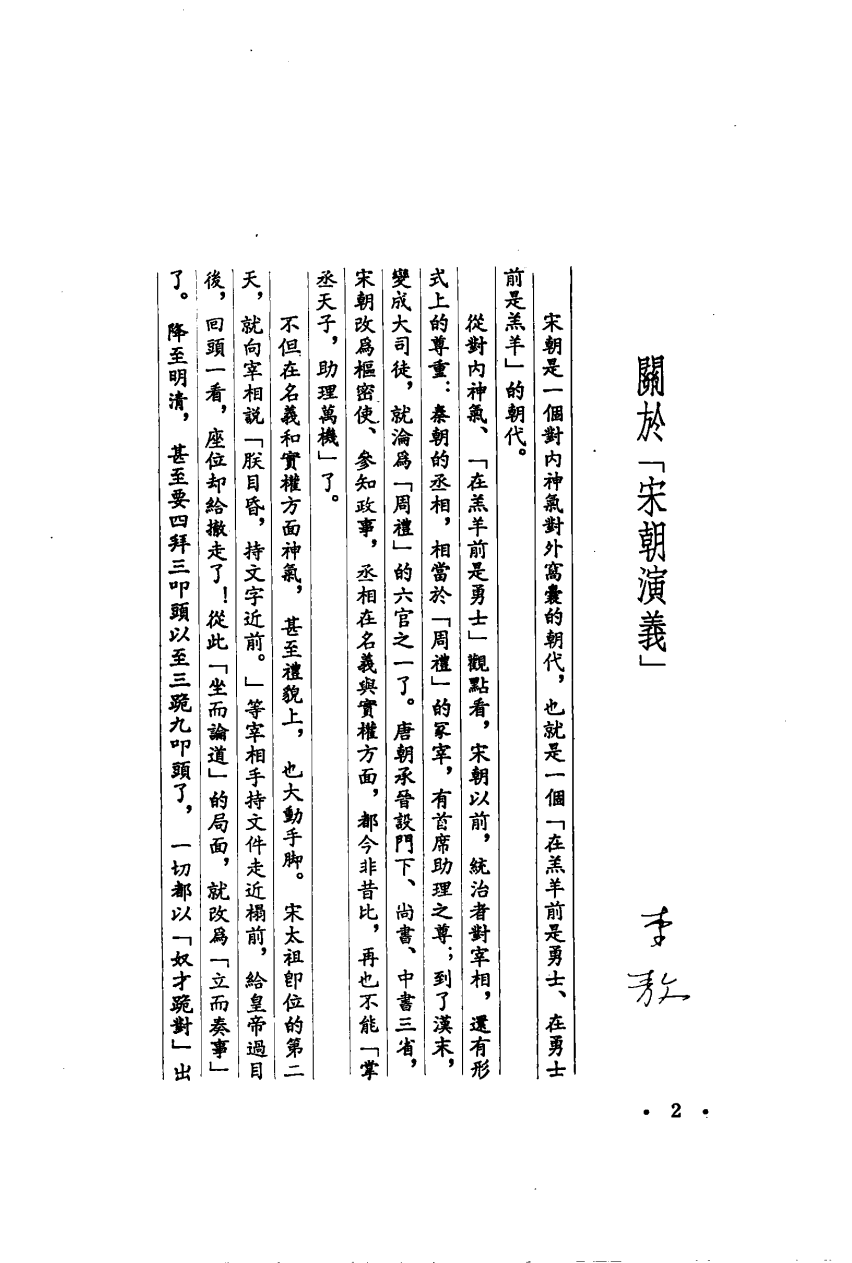 關於「宋朝演義」
李敖
宋朝是一個對內神氣對外窩囊的朝代，也就是一個「在羔羊前是勇士、在勇士
前是羔羊」的朝代。
從對內神氣、「在羔羊前是勇士」觀點看，宋朝以前，統治者對宰相，還有形
式上的尊重：秦朝的丞相，相當於「周禮」的冢宰，有首席助理之尊；到了漢末，
變成大司徒，就淪爲「周禮」的六官之一了。唐朝承晉設門下、尚書、中書三省，
宋朝改爲樞密使、參知政事，丞相在名義與實權方面，都今非昔比，再也不能「掌
丞天子，助理萬機」了。
不但在名義和實權方面神氣，甚至禮貌上，也大動手脚。宋太祖卽位的第二
天，就向宰相說「朕目昏，持文字近前。」等宰相手持文件走近榻前，給皇帝過目
後，回頭一看，座位却給撤走了！從此「坐而論道」的局面，就改爲「立而奏事」
了。降至明清，甚至要四拜三叩頭以至三跪九叩頭了，一切都以「奴才跪對」出
• 2 •